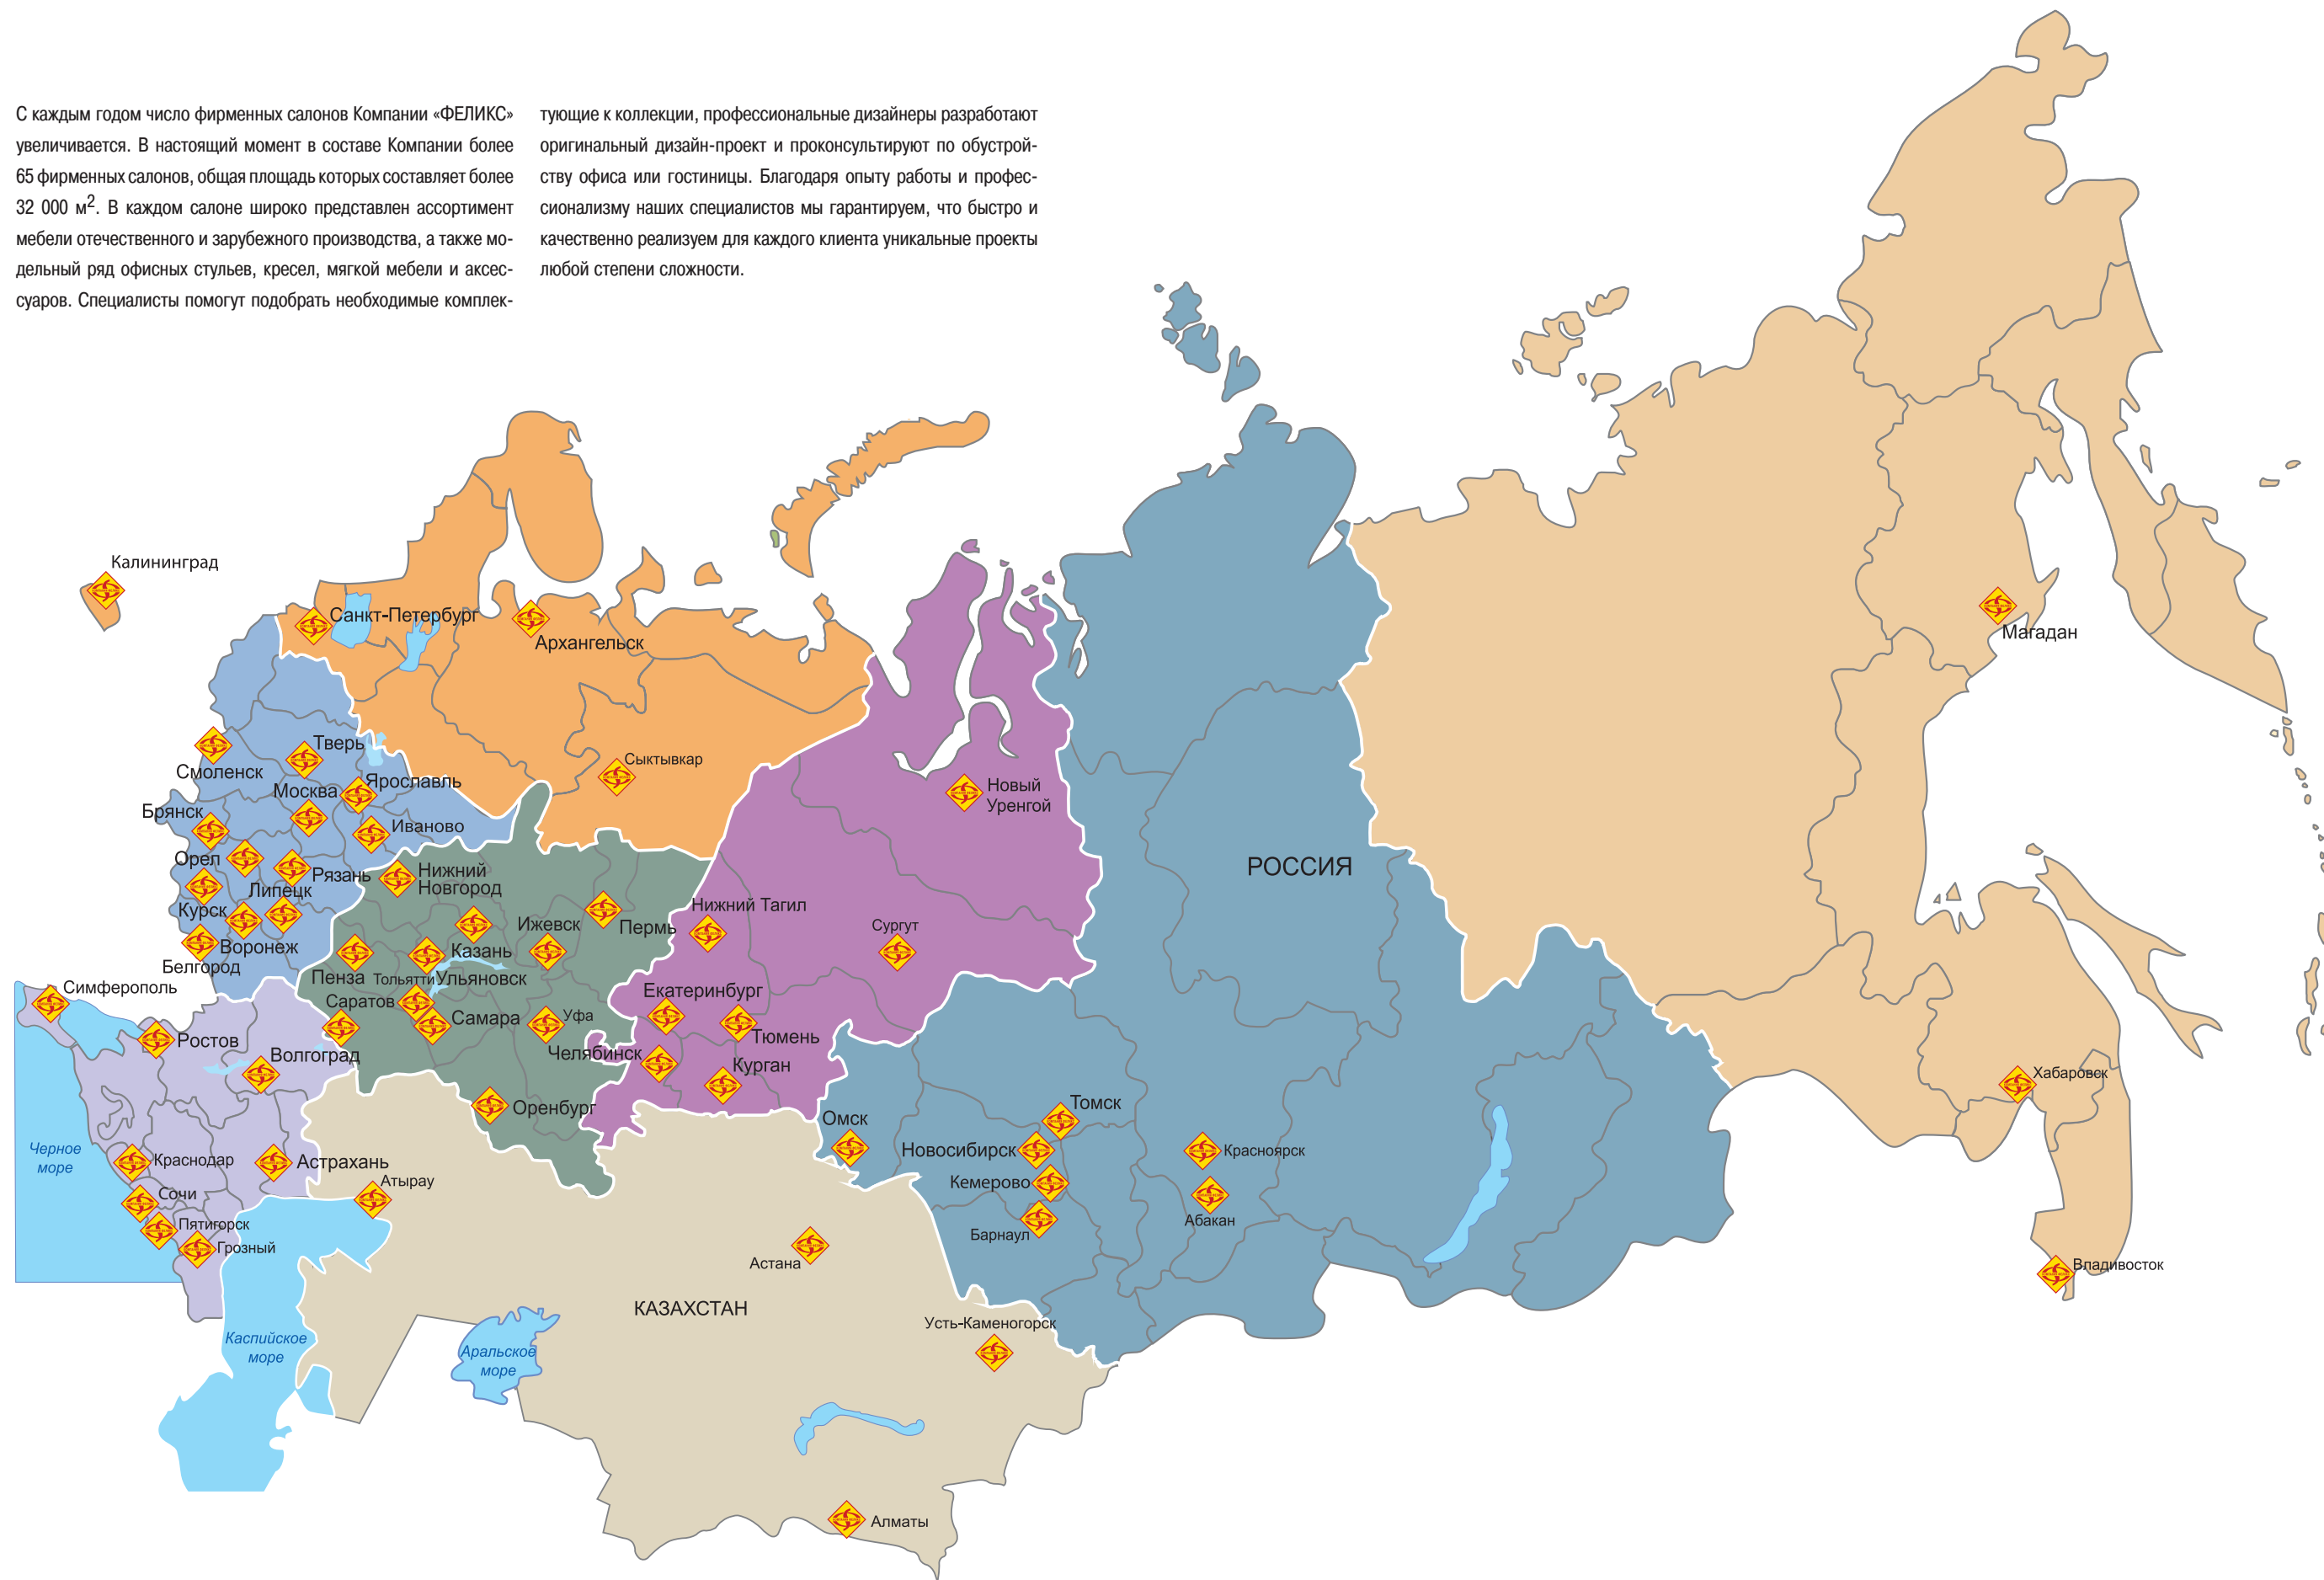 С каждым годом число фирменных салонов Компании «ФЕЛИКС»
увеличивается. В настоящий момент в составе Компании более
65 фирменных салонов, общая площадь которых составляет более
32 000 м². В каждом салоне широко представлен ассортимент
мебели отечественного и зарубежного производства, а также мо-
дельный ряд офисных стульев, кресел, мягкой мебели и аксес-
суаров. Специалисты помогут подобрать необходимые комплек-
тующие к коллекции, профессиональные дизайнеры разработают
оригинальный дизайн-проект и проконсультируют по обустрой-
ству офиса или гостиницы. Благодаря опыту работы и профес-
сионализму наших специалистов мы гарантируем, что быстро и
качественно реализуем для каждого клиента уникальные проекты
любой степени сложности.
Калининград
Санкт-Петербург
Архангельск
Магадан
Смоленск
Тверь
Сыктывкар
Ярославль
Москва
Новый
Уренгой
Брянск
Иваново
РОССИЯ
Орел
Рязань
Нижний
Новгород
Липецк
Курск
Нижний Тагил
Ижевск
Пермь
Сургут
Воронеж
Казань
Белгород
Пенза
Тольятти
Ульяновск
Симферополь
Саратов
Екатеринбург
Самара
Уфа
Ростов
Тюмень
Волгоград
Челябинск
Курган
Хабаровск
Оренбург
Омск
Томск
Черное
море
Краснодар
Астрахань
Новосибирск
Красноярск
Атырау
Кемерово
Сочи
Пятигорск
Абакан
Барнаул
Грозный
Астана
Владивосток
КАЗАХСТАН
Усть-Каменогорск
Каспийское
море
Аральское
море
Алматы